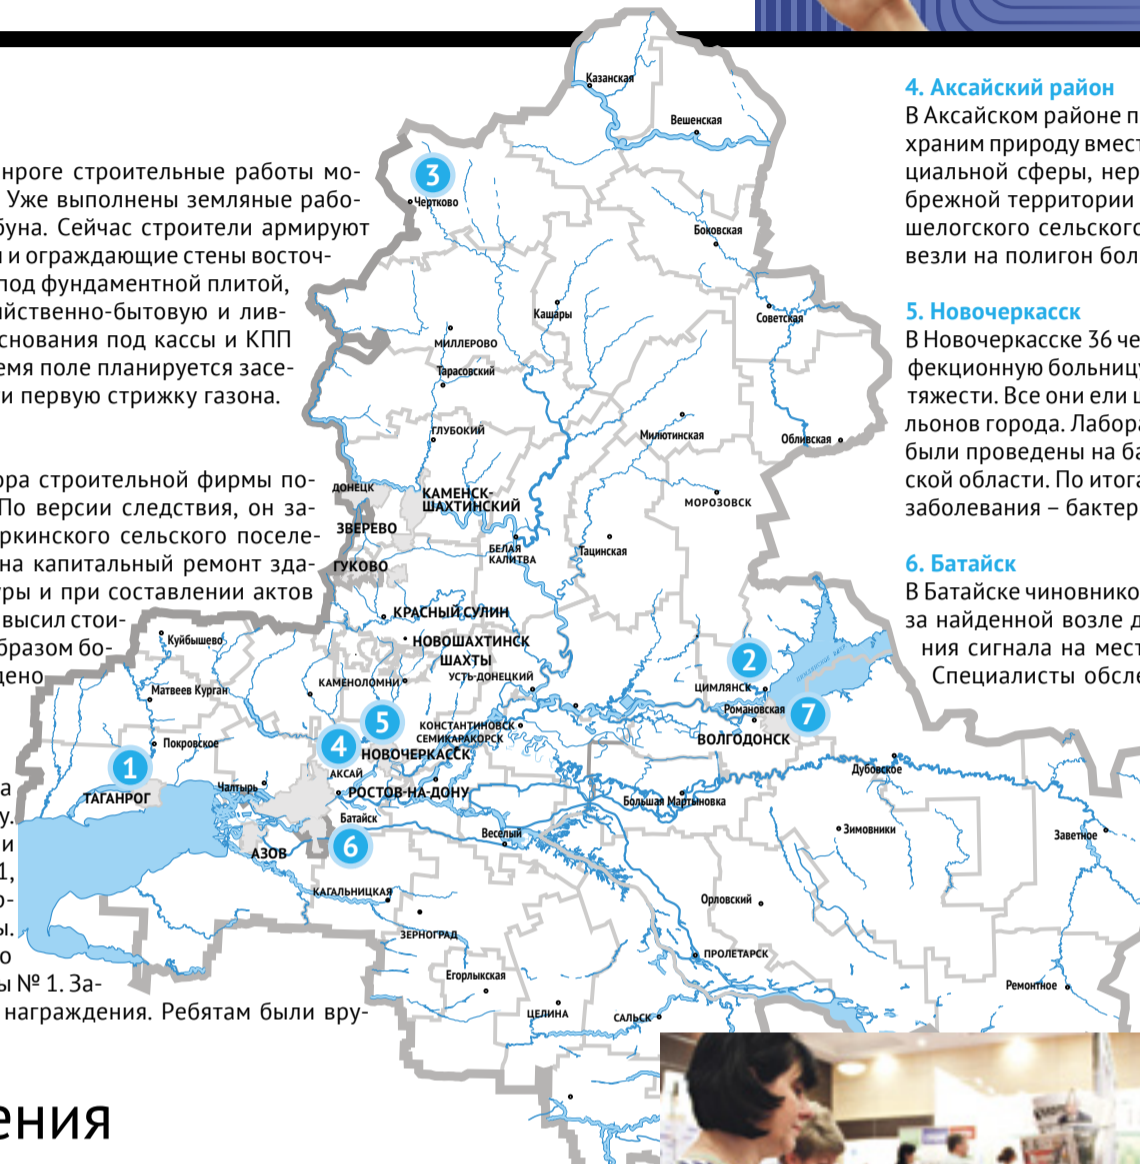 нроге строительные работы мо-
Уже выполнены земляные рабо-
буна. Сейчас строители армируют
и ограждающие стены восточ-
под фундаментной плитой,
йственно-бытовую и лив-
снования под кассы и КПП
емя поле планируется засе-
и первую стрижку газона.
ора строительной фирмы по-
По версии следствия, он за-
ркинского сельского поселе-
на капитальный ремонт зда-
уры и при составлении актов
высил стои-
бразом бо-
дено
а
у.
и
1,
р-
ы.
о
ы № 1. За-
награждения. Ребятам были вру-
ения
Казанская
Вешенская
3
Чертково
Боковская
Кашары
Советская
МИЛЛЕРОВО
Тарасовский
ГЛУБОКИЙ
Милютинская
Обливская
ДОНЕЦК
КАМЕНСК-
ШАХТИНСКИЙ
МОРОЗОВСК
ЗВЕРЕВО
БЕЛАЯ
КАЛИТВА
Тацинская
ГУКОВО
КРАСНЫЙ СУЛИН
Куйбышево
НОВОШАХТИНСК
ШАХТЫ
УСТЬ-ДОНЕЦКИЙ
2
ЦИМЛЯНСК
Матвеев Курган
КАМЕНОЛОМНИ
Романовская
7
5
КОНСТАНТИНОВСК
СЕМИКАРАКОРСК
ВОЛГОДОНСК
Покровское
4
НОВОЧЕРКАССК
1
АКСАЙ
Дубовское
ТАГАНРОГ
Чалтырь
РОСТОВ-НА-ДОНУ
Большая Мартыновка
Батайск
Веселый
Зимовники
Заветное
6
АЗОВ
КАГАЛЬНИЦКАЯ
Орловский
ЗЕРНОГРАД
ПРОЛЕТАРСК
Егорлыкская
Ремонтное
ЦЕЛИНА
САЛЬСК
4. Аксайский район
В Аксайском районе п
храним природу вмест
циальной сферы, нер
брежной территории
шелогского сельского
везли на полигон бол
5. Новочеркасск
В Новочеркасске 36 че
фекционную больницу
тяжести. Все они ели ш
льонов города. Лабора
были проведены на ба
ской области. По итога
заболевания – бактер
6. Батайск
В Батайске чиновнико
за найденной возле д
ния сигнала на мест
Специалисты обсле